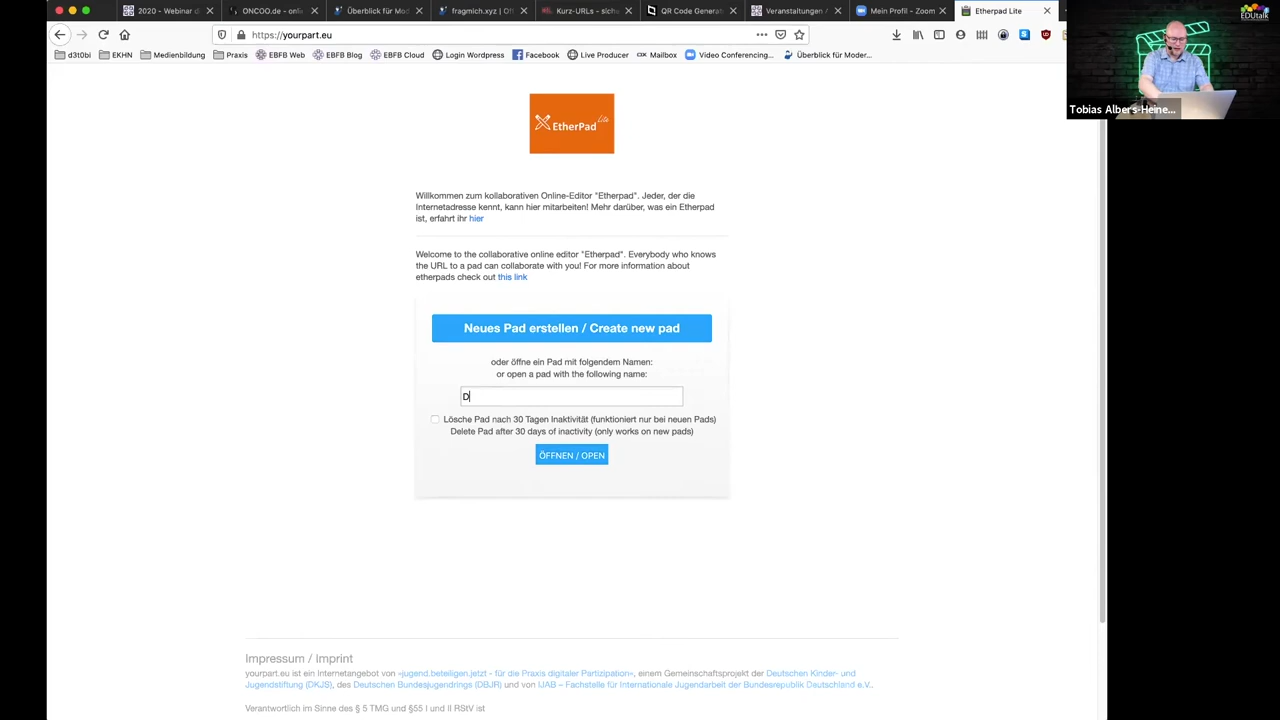 2020 - Webinar di
ONCOO.de - onli
Überblick für Mod
fragmich.xyz | Of
Kurz-URLs - siche
QR Code Generat
Veranstaltungen /
Mein Profil - Zoom
Etherpad Lite
https://yourpart.eu
d3t0bi
EKHN
Medienbildung
Praxis
EBFB Web
EBFB Blog
EBFB Cloud
Login Wordpress
Facebook
Live Producer
Mailbox
Video Conferencing...
Überblick für Moder...
EDUtalk
Tobias Albers-Heine...
EtherPad lite
Willkommen zum kollaborativen Online-Editor "Etherpad". Jeder, der die
Internetadresse kennt, kann hier mitarbeiten! Mehr darüber, was ein Etherpad
ist, erfahrt ihr hier
Welcome to the collaborative online editor "Etherpad". Everybody who knows
the URL to a pad can collaborate with you! For more information about
etherpads check out this link
Neues Pad erstellen / Create new pad
oder öffne ein Pad mit folgendem Namen:
or open a pad with the following name:
D
Lösche Pad nach 30 Tagen Inaktivität (funktioniert nur bei neuen Pads)
Delete Pad after 30 days of inactivity (only works on new pads)
ÖFFNEN / OPEN
Impressum / Imprint
yourpart.eu ist ein Internetangebot von »jugend.beteiligen.jetzt - für die Praxis digitaler Partizipation«, einem Gemeinschaftsprojekt der Deutschen Kinder- und
Jugendstiftung (DKJS), des Deutschen Bundesjugendrings (DBJR) und von IJAB – Fachstelle für Internationale Jugendarbeit der Bundesrepublik Deutschland e.V..
Verantwortlich im Sinne des § 5 TMG und §55 I und II RStV ist